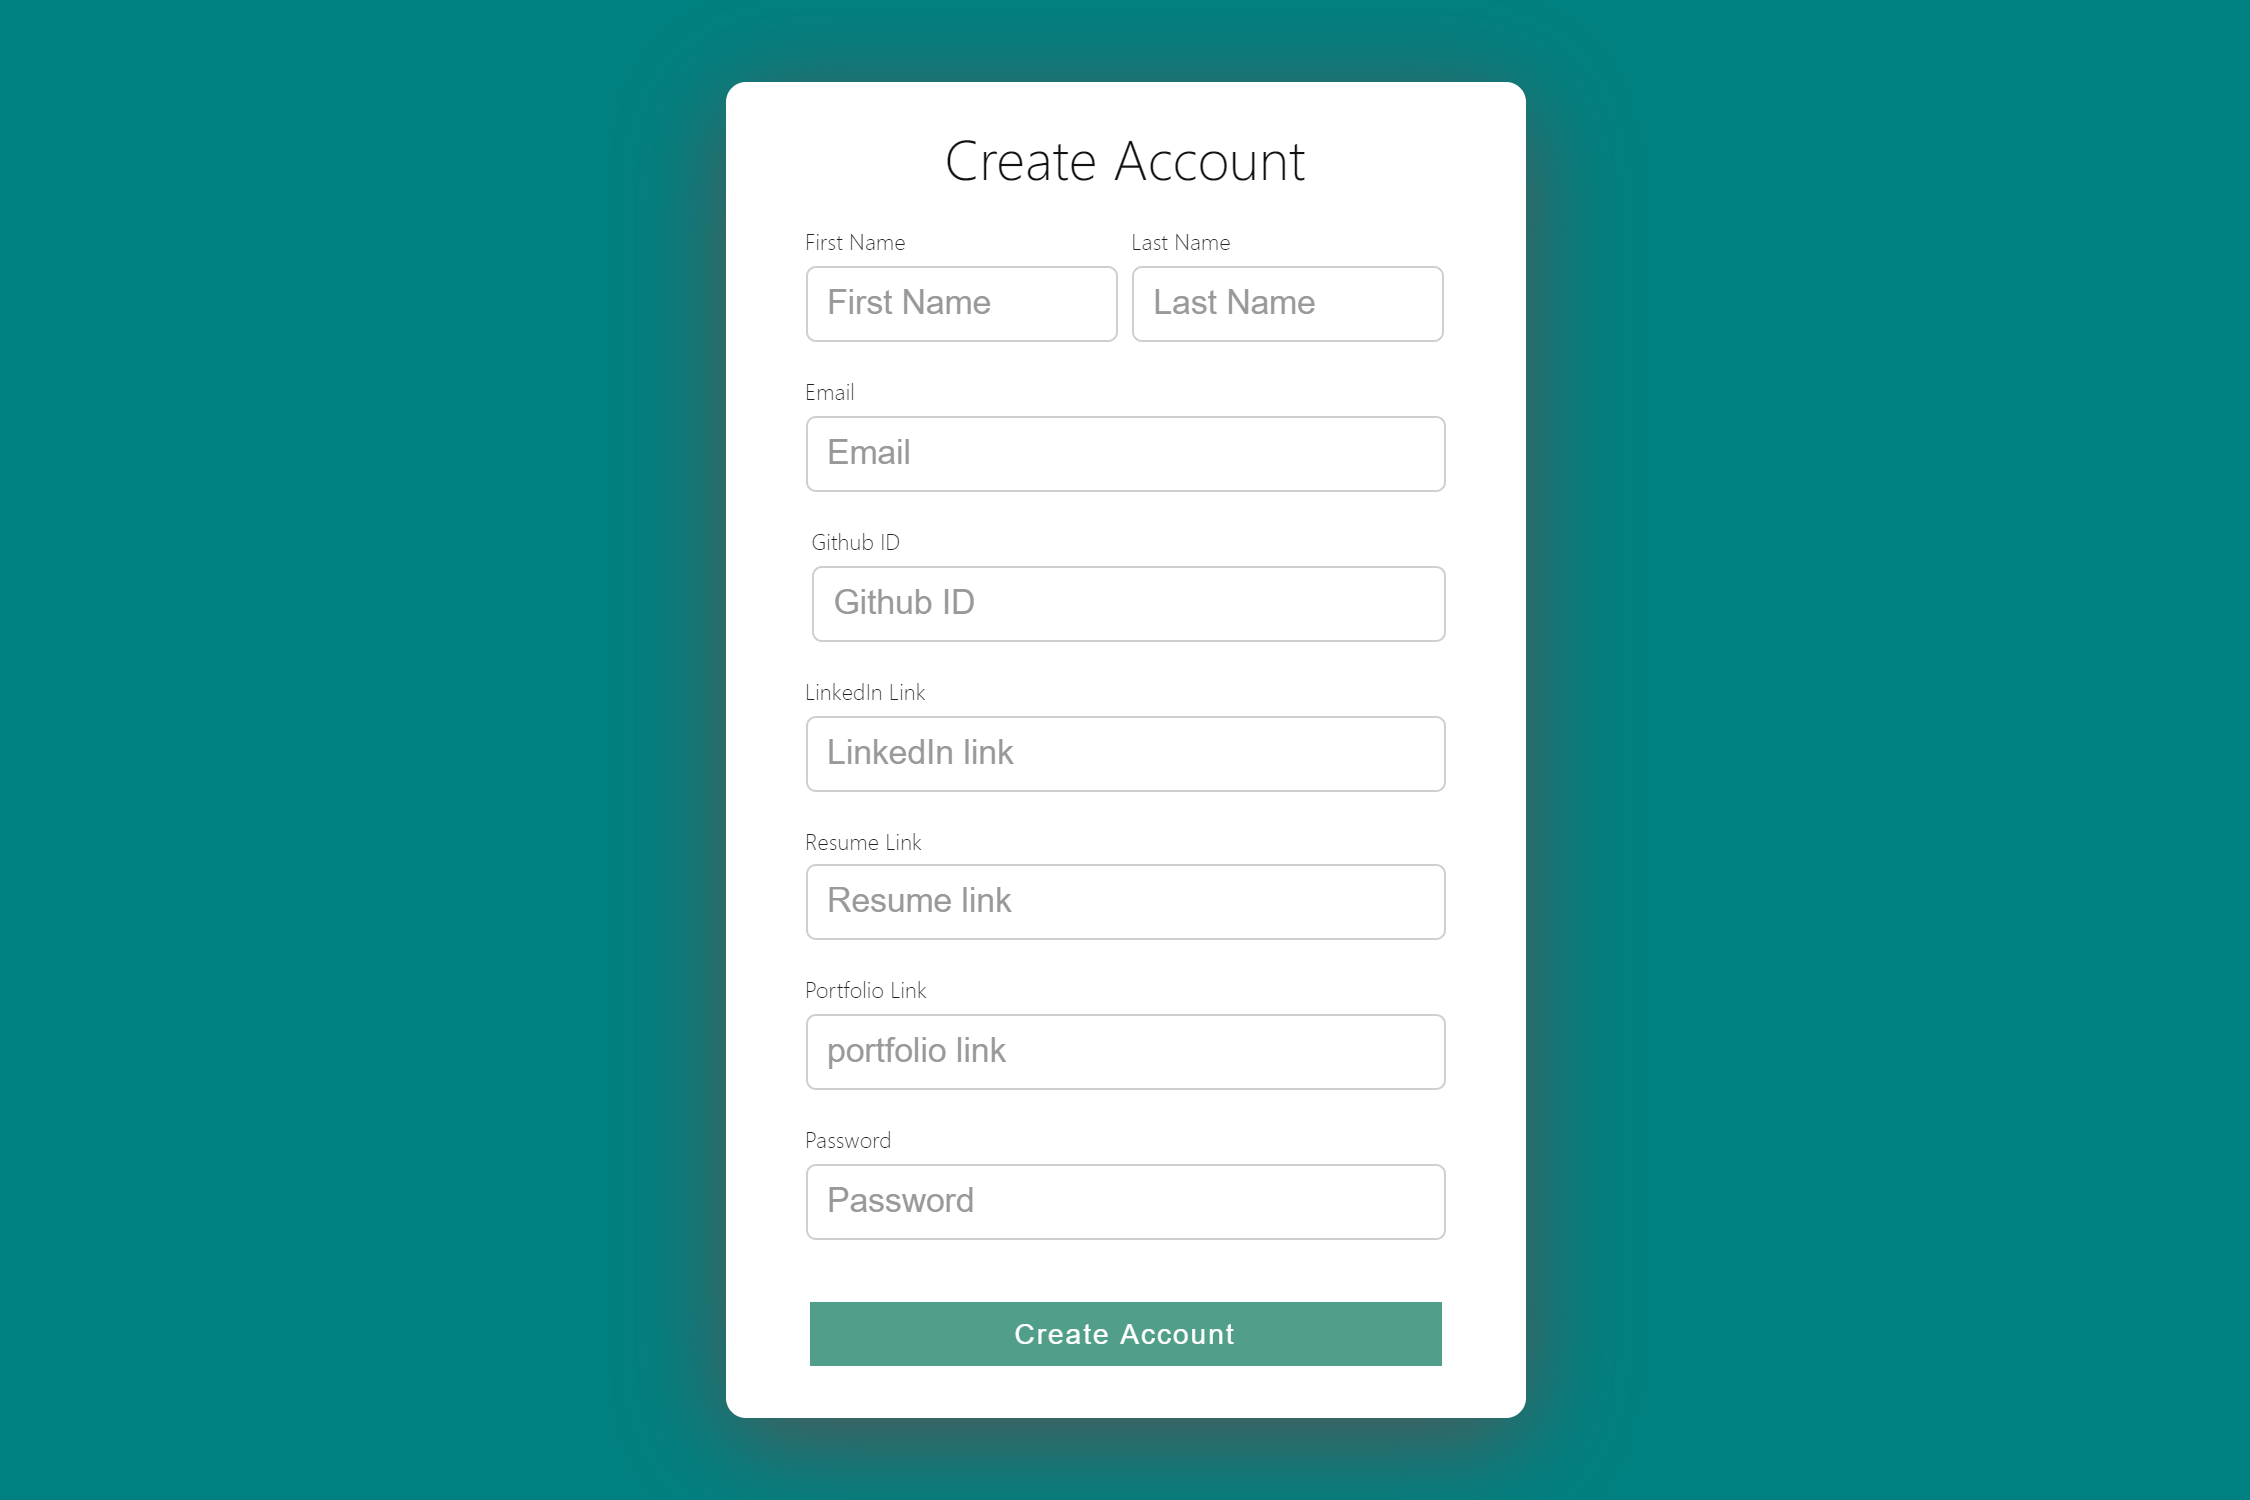 Create Account
First Name Last Name
First Name Last Name
Email
Email
Github ID
Github ID
LinkedIn Link
LinkedIn link
Resume Link
Resume link
Portfolio Link
portfolio link
Password
Password
Create Account